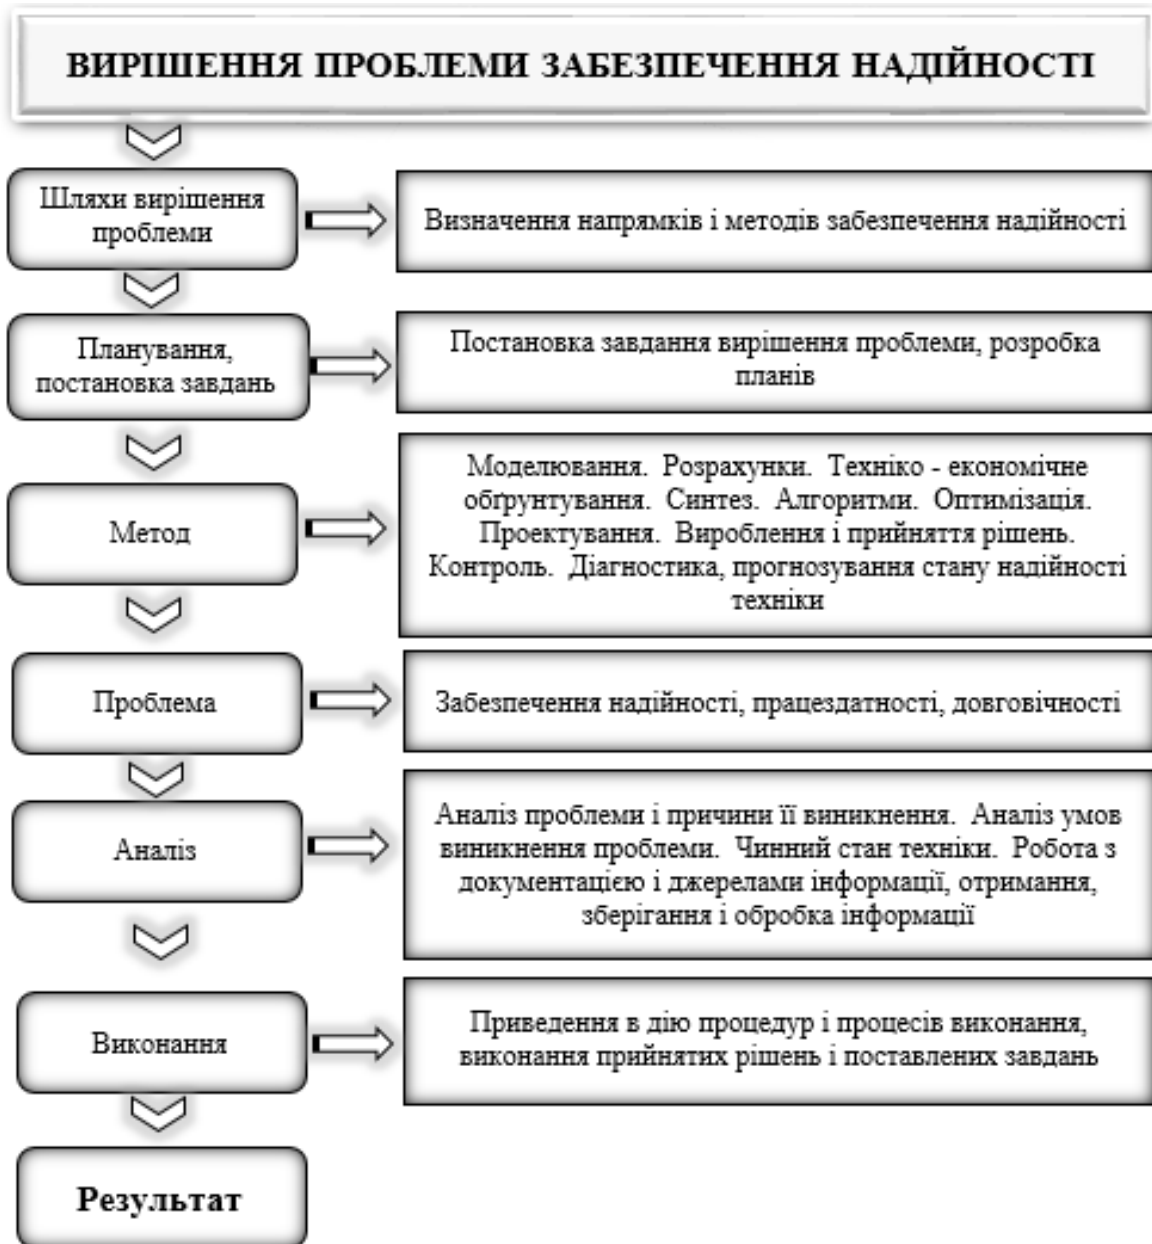 ВИРІШЕННЯ ПРОБЛЕМИ ЗАБЕЗПЕЧЕННЯ НАДІЙНОСТІ
Шляхи вирішення
проблеми
Визначення напрямків і методів забезпечення надійності
Планування,
постановка завдань
Постановка завдання вирішення проблеми, розробка
планів
Метод
Моделювання. Розрахунки. Техніко - економічне
обґрунтування. Синтез. Алгоритми. Оптимізація.
Проектування. Вироблення і прийняття рішень.
Контроль. Діагностика, прогнозування стану надійності
техніки
Проблема
Забезпечення надійності, працездатності, довговічності
Аналіз
Аналіз проблеми і причини її виникнення. Аналіз умов
виникнення проблеми. Чинний стан техніки. Робота з
документацією і джерелами інформації, отримання,
зберігання і обробка інформації
Виконання
Приведення в дію процедур і процесів виконання,
виконання прийнятих рішень і поставлених завдань
Результат